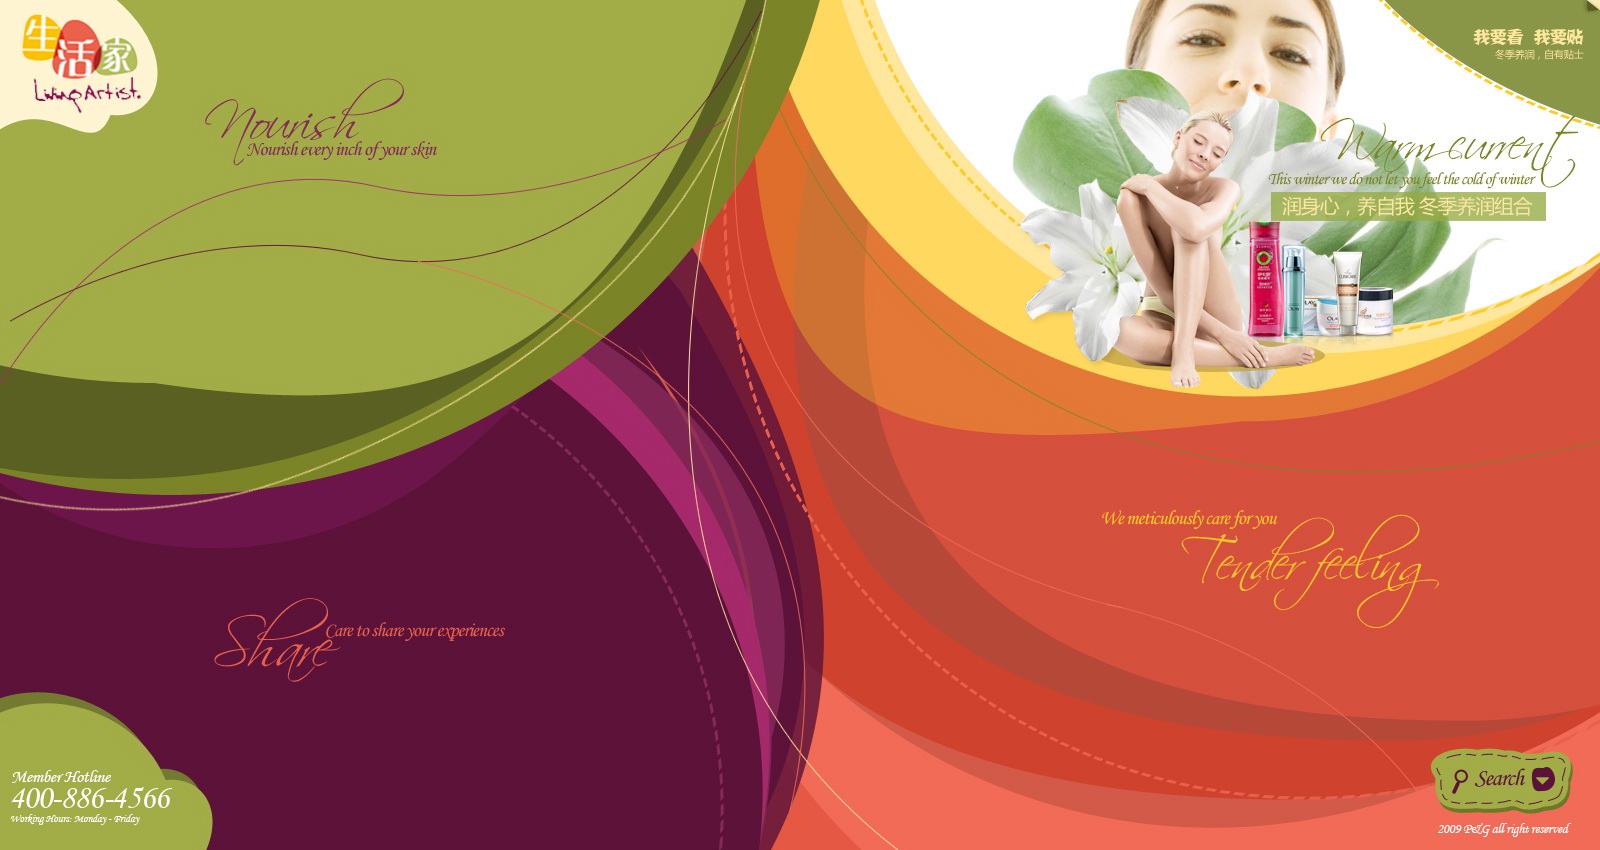 生活家
Living Artist.
Nourish
Nourish every inch of your skin
我要看 我要贴
冬季养润，自有贴士
Warm current
This winter we do not let you feel the cold of winter
润身心，养自我 冬季养润组合
We meticulously care for you
Tender feeling
Share
Care to share your experiences
Member Hotline
400-886-4566
Working Hours: Monday - Friday
Search
2009 P&G all right reserved